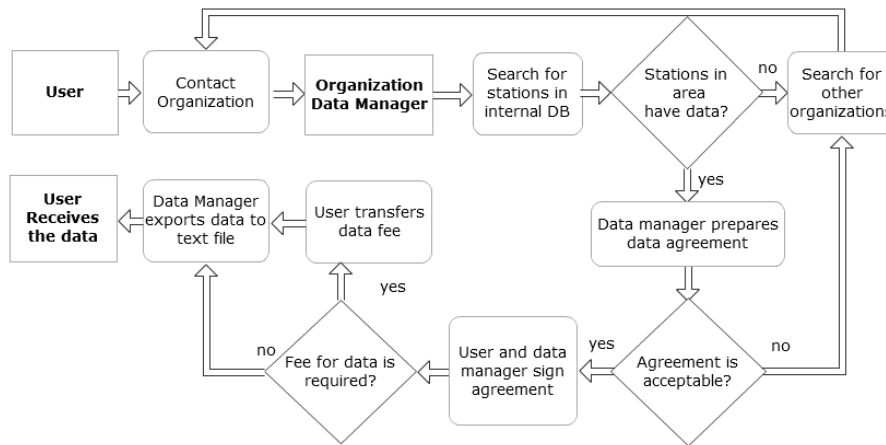 User
Contact
Organization
Organization
Data Manager
Search for
stations in
internal DB
Stations in
area
have data?
no
Search for
other
organizations
yes
User
Receives
the data
Data Manager
exports data to
text file
User transfers
data fee
Data manager prepares
data agreement
yes
no
Fee for data is
required?
User and data
manager sign
agreement
yes
Agreement is
acceptable?
no